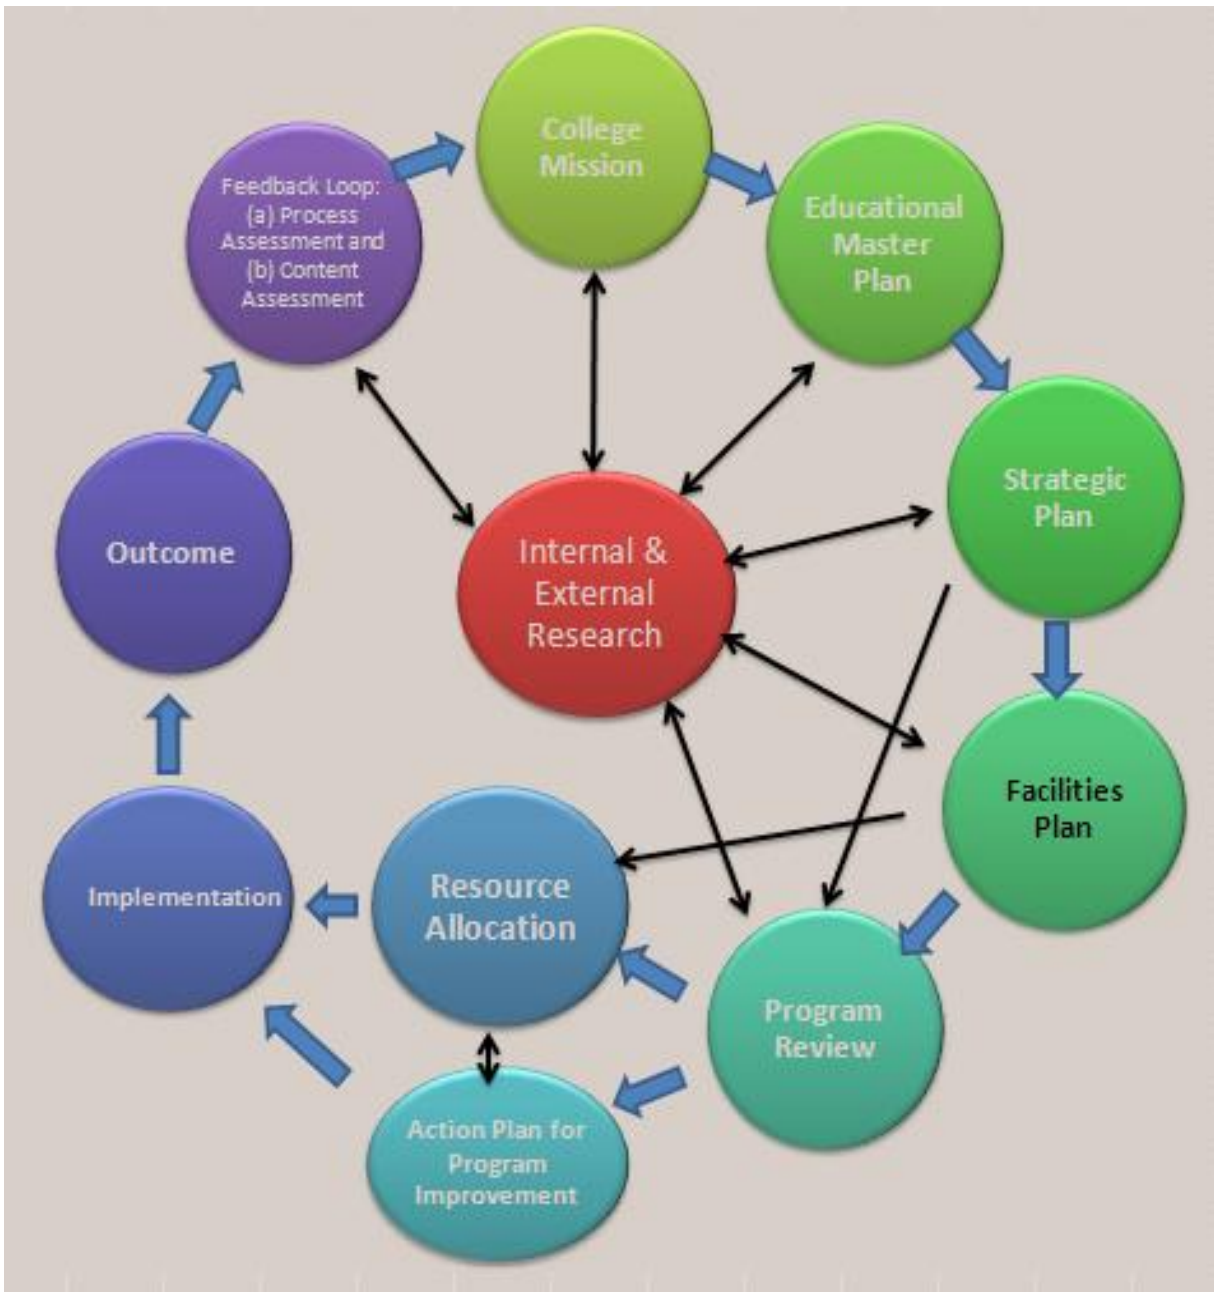 College
Mission
Educational
Master
Plan
Strategic
Plan
Facilities
Plan
Program
Review
Resource
Allocation
Action Plan for
Program
Improvement
Implementation
Outcome
Feedback Loop:
(a) Process
Assessment and
(b) Content
Assessment
Internal &
External
Research